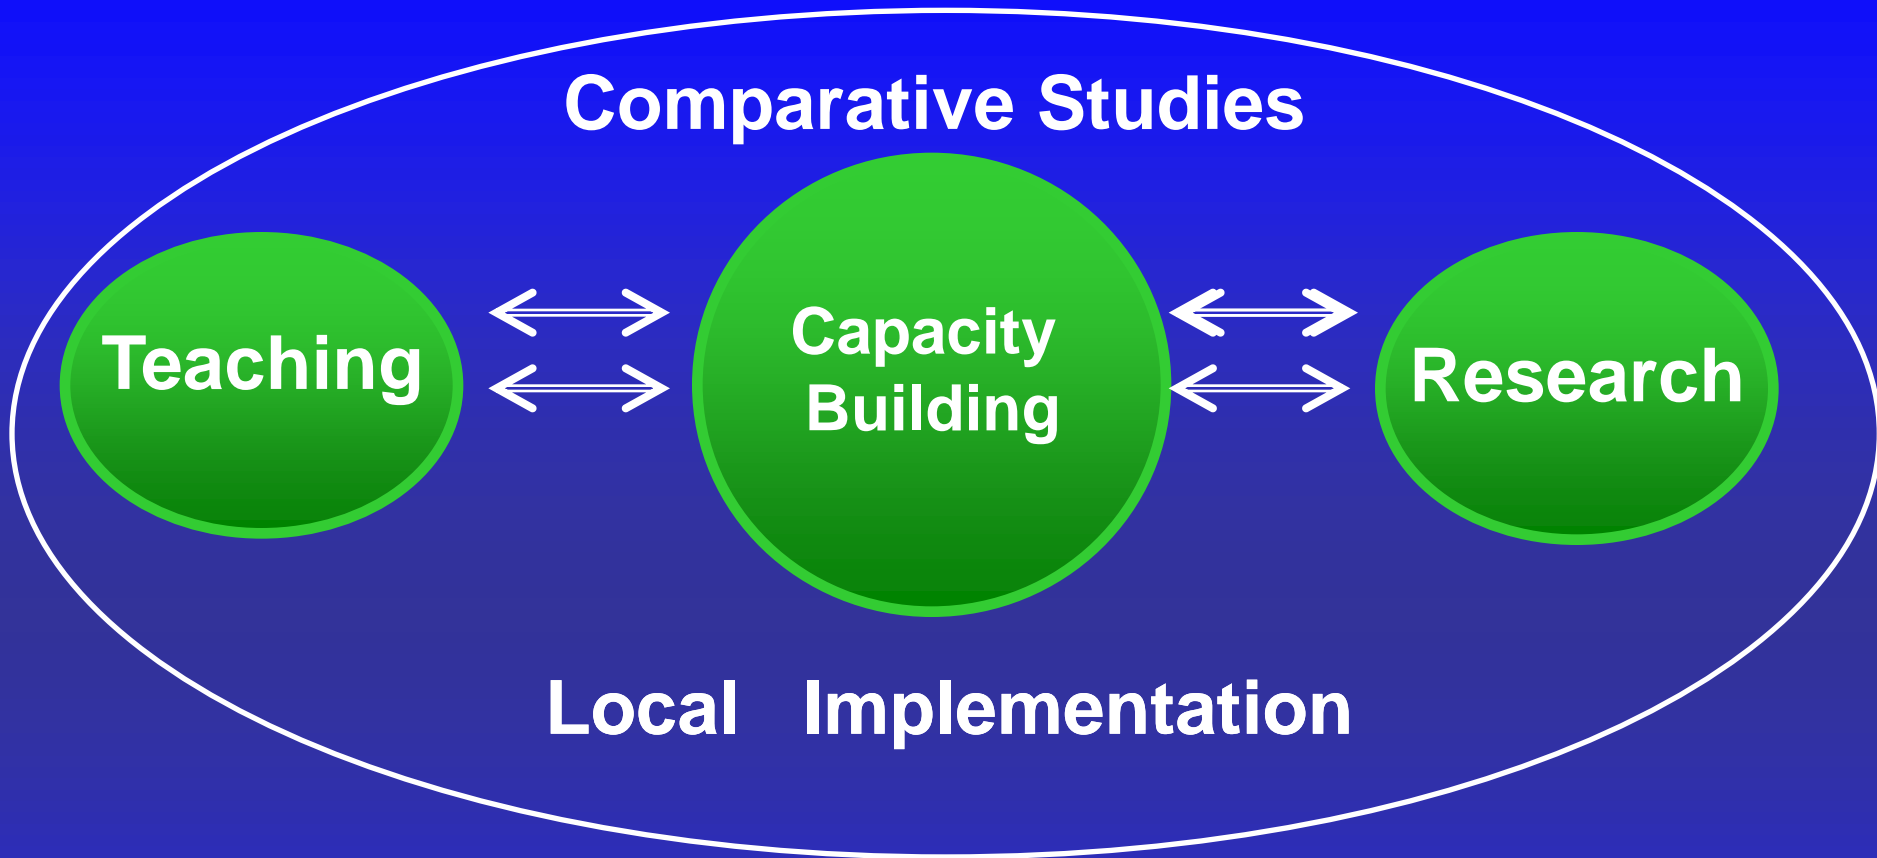 Comparative Studies
Teaching
Capacity
Building
Research
Local Implementation